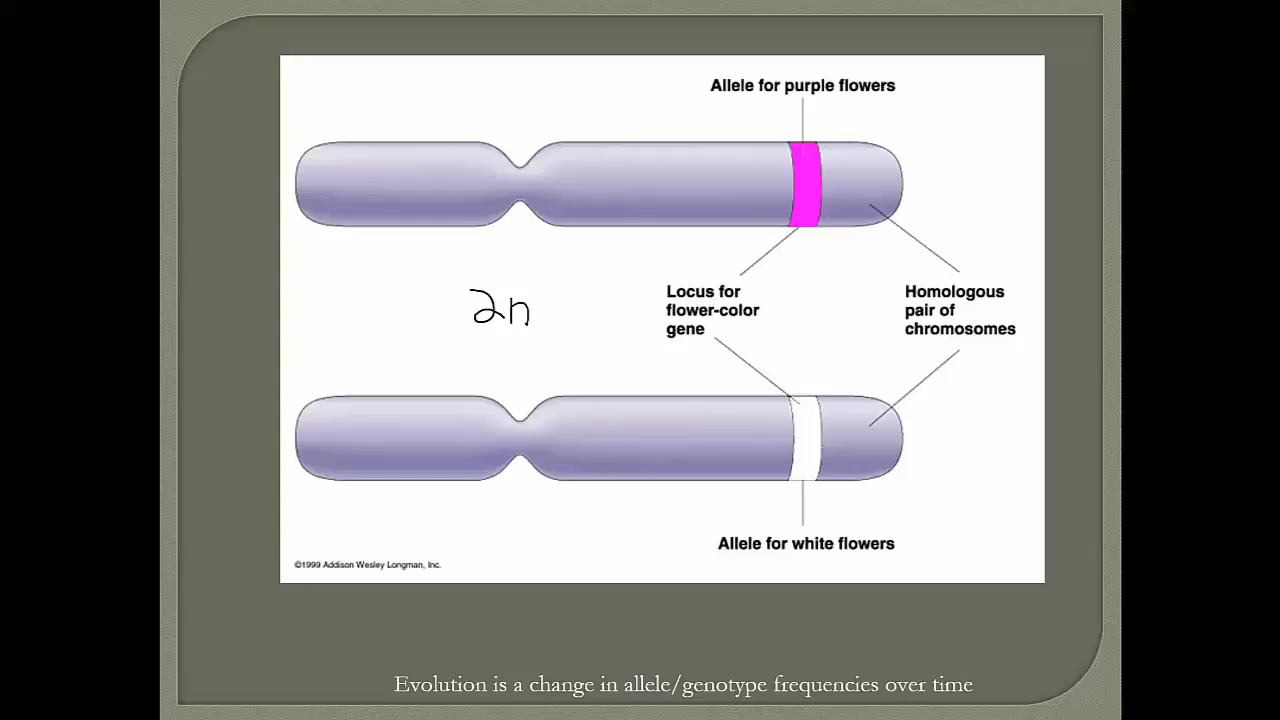 Allele for purple flowers
Locus for
flower-color
gene
Homologous
pair of
chromosomes
2n
Allele for white flowers
©1999 Addison Wesley Longman, Inc.
Evolution is a change in allele/genotype frequencies over time